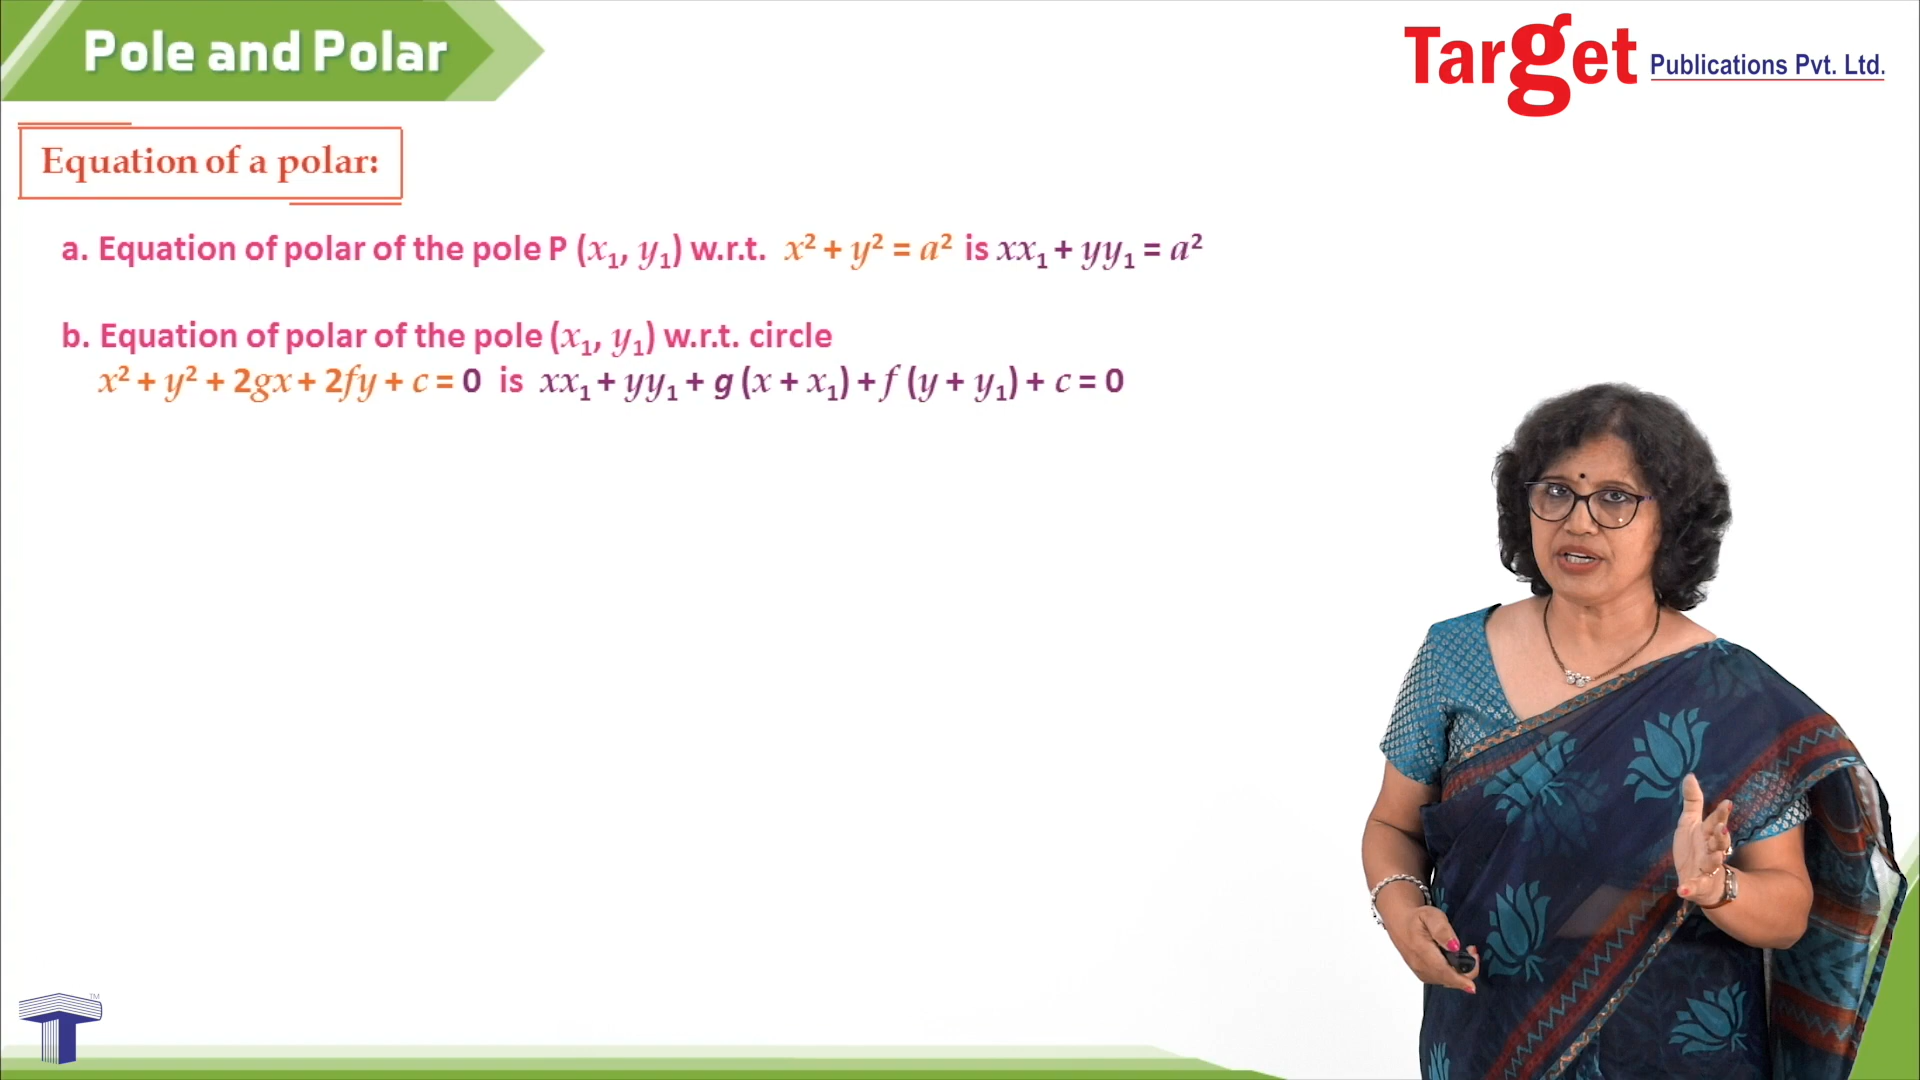 Pole and Polar
Target Publications Pvt. Ltd.
Equation of a polar:
a. Equation of polar of the pole P (x₁, y₁) w.r.t. x² + y² = a² is xx₁ + yy₁ = a²
b. Equation of polar of the pole (x₁, y₁) w.r.t. circle
x² + y² + 2gx + 2fy + c = 0 is xx₁ + yy₁ + g (x + x₁) + f (y + y₁) + c = 0
TM